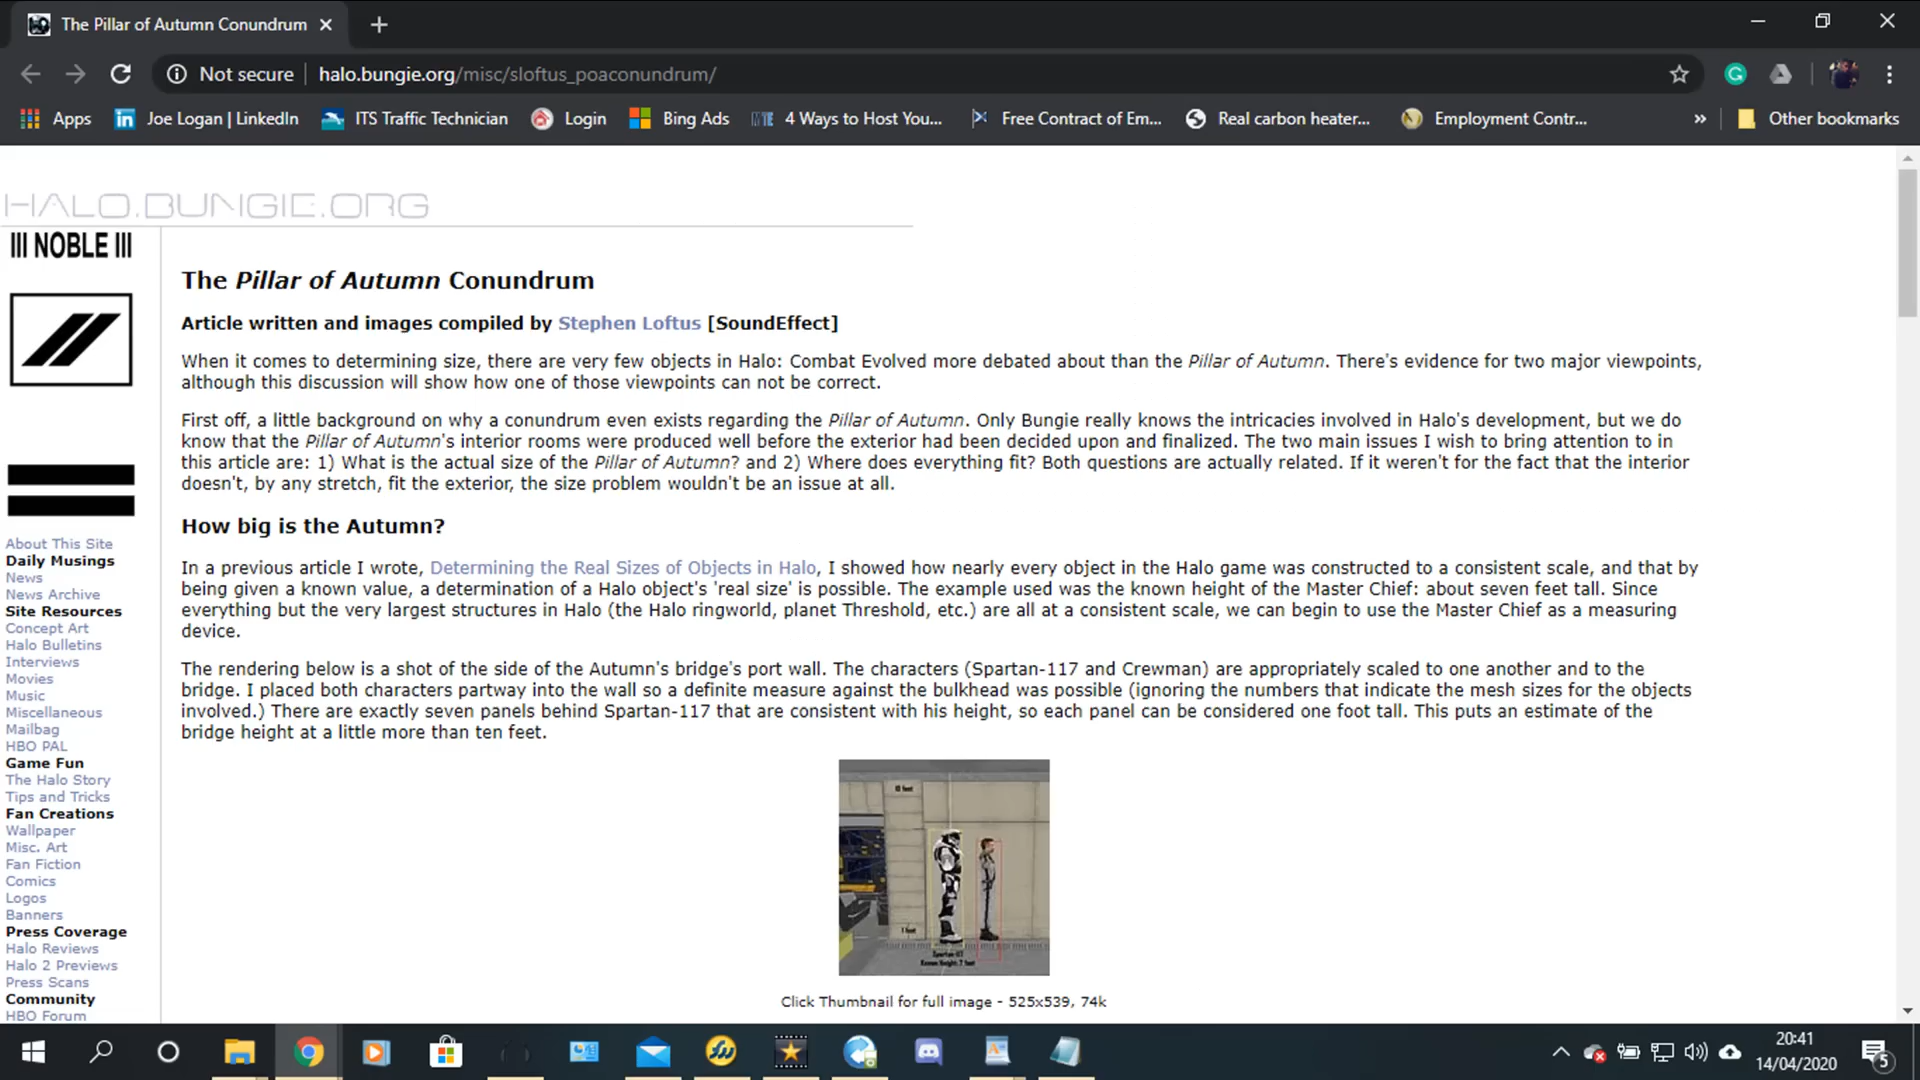 The Pillar of Autumn Conundrum
Not secure halo.bungie.org/misc/sloftus_poaconundrum/
Apps Joe Logan | LinkedIn ITS Traffic Technician Login Bing Ads 4 Ways to Host You... Free Contract of Em... Real carbon heater... Employment Contr... » Other bookmarks
HALO.BUNGIE.ORG
III NOBLE III
The Pillar of Autumn Conundrum
Article written and images compiled by Stephen Loftus [SoundEffect]
When it comes to determining size, there are very few objects in Halo: Combat Evolved more debated about than the Pillar of Autumn. There's evidence for two major viewpoints,
although this discussion will show how one of those viewpoints can not be correct.
First off, a little background on why a conundrum even exists regarding the Pillar of Autumn. Only Bungie really knows the intricacies involved in Halo's development, but we do
know that the Pillar of Autumn's interior rooms were produced well before the exterior had been decided upon and finalized. The two main issues I wish to bring attention to in
this article are: 1) What is the actual size of the Pillar of Autumn? and 2) Where does everything fit? Both questions are actually related. If it weren't for the fact that the interior
doesn't, by any stretch, fit the exterior, the size problem wouldn't be an issue at all.
How big is the Autumn?
In a previous article I wrote, Determining the Real Sizes of Objects in Halo, I showed how nearly every object in the Halo game was constructed to a consistent scale, and that by
being given a known value, a determination of a Halo object's 'real size' is possible. The example used was the known height of the Master Chief: about seven feet tall. Since
everything but the very largest structures in Halo (the Halo ringworld, planet Threshold, etc.) are all at a consistent scale, we can begin to use the Master Chief as a measuring
device.
The rendering below is a shot of the side of the Autumn's bridge's port wall. The characters (Spartan-117 and Crewman) are appropriately scaled to one another and to the
bridge. I placed both characters partway into the wall so a definite measure against the bulkhead was possible (ignoring the numbers that indicate the mesh sizes for the objects
involved.) There are exactly seven panels behind Spartan-117 that are consistent with his height, so each panel can be considered one foot tall. This puts an estimate of the
bridge height at a little more than ten feet.
10 feet
1 foot
Spartan-117
Known Height: 7 feet
Click Thumbnail for full image - 525x539, 74k
About This Site
Daily Musings
News
News Archive
Site Resources
Concept Art
Halo Bulletins
Interviews
Movies
Music
Miscellaneous
Mailbag
HBO PAL
Game Fun
The Halo Story
Tips and Tricks
Fan Creations
Wallpaper
Misc. Art
Fan Fiction
Comics
Logos
Banners
Press Coverage
Halo Reviews
Halo 2 Previews
Press Scans
Community
HBO Forum
20:41
14/04/2020
5